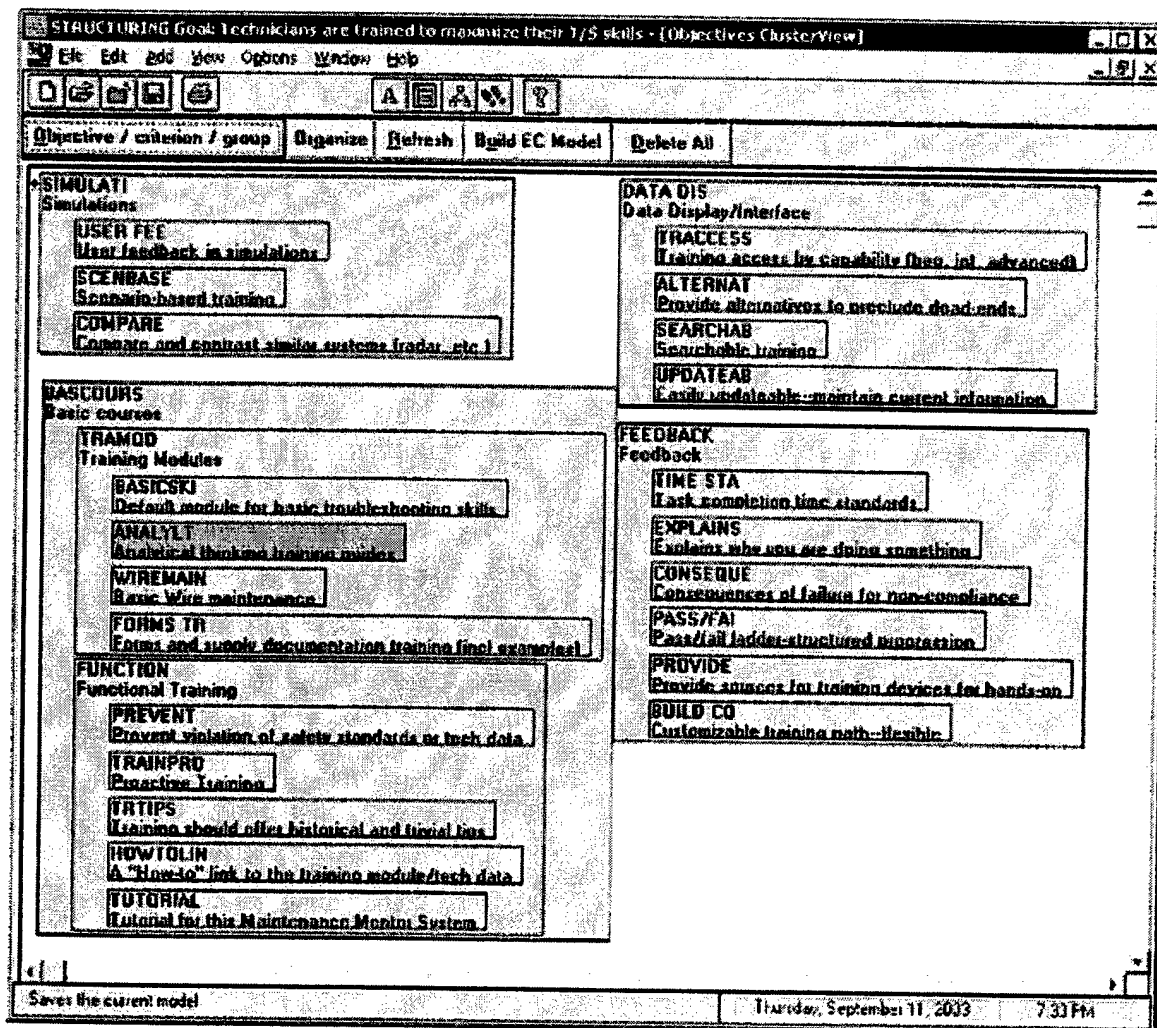 STRUCTURING Goal: Technicians are trained to maximize their T/S skills - [Objectives ClusterView]
File Edit Add View Options Window Help
A
Objective / criterion / group Organize Refresh Build EC Model Delete All
SIMULATI
Simulations
USER FEE
User feedback in simulations
SCENBASE
Scenario-based training
COMPARE
Compare and contrast similar systems (radar, etc.)
BASCOURS
Basic courses
TRAMOD
Training Modules
BASICSKI
Default module for basic troubleshooting skills
ANALYLT
Analytical thinking training guides
WIREMAIN
Basic Wire maintenance
FORMS TR
Forms and supply documentation training (incl examples)
FUNCTION
Functional Training
PREVENT
Prevent violation of safety standards or tech data
TRAINPRO
Proactive Training
TRTIPS
Training should offer historical and trivial tips
HOWTOLIN
A "How-to" link to the training module/tech data
TUTORIAL
Tutorial for this Maintenance Mentor System
DATA DIS
Data Display/Interface
TRACCESS
Training access by capability (beg, int, advanced)
ALTERNAT
Provide alternatives to preclude dead-ends
SEARCHAB
Searchable training
UPDATEAB
Easily updateable--maintain current information
FEEDBACK
Feedback
TIME STA
Task completion time standards
EXPLAINS
Explains why you are doing something
CONSEQUE
Consequences of failure for non-compliance
PASS/FAI
Pass/fail ladder-structured progression
PROVIDE
Provide sources for training devices for hands-on
BUILD CO
Customizable training path--flexible
Saves the current model
Thursday, September 11, 2003 7:33 PM